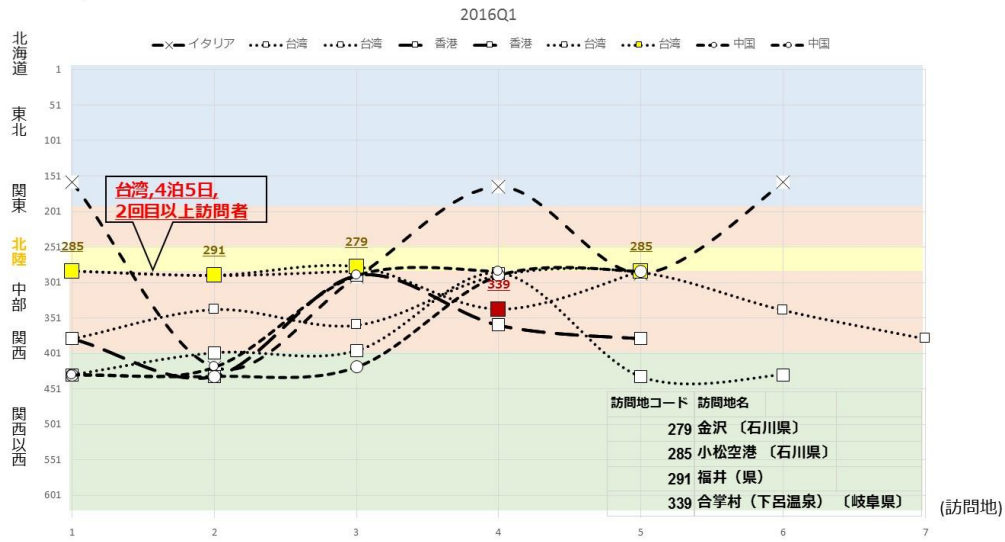 2016Q1
イタリア 台湾 台湾 香港 香港 台湾 台湾 中国 中国
北海道
東北
関東
北陸
中部
関西
関西以西
1
51
101
151
201
251
301
351
401
451
501
551
601
台湾,4泊5日,
2回目以上訪問者
285
291
279
339
285
訪問地コード 訪問地名
279 金沢 〔石川県〕
285 小松空港 〔石川県〕
291 福井（県）
339 合掌村（下呂温泉） 〔岐阜県〕
1 2 3 4 5 6 7
(訪問地)